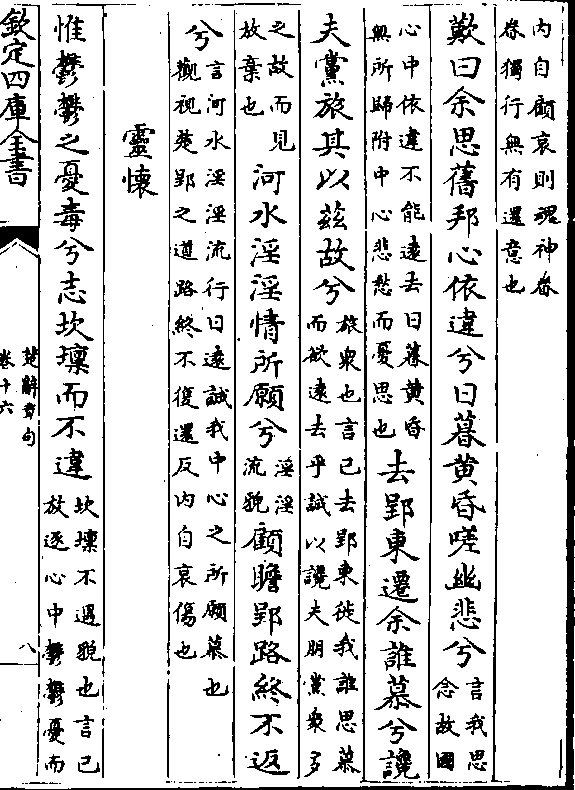 内自顧哀則魂神眷
眷獨行無有還意也
歎曰余思舊邦心依違兮日暮黄昏嗟幽悲兮
言我思
念故國
心中依違不能遠去日暮黄昏
無所歸附中心悲愁而憂思也
去郢東遷余誰慕兮讒
夫黨旅其以兹故兮
旅衆也言己去郢東徙我誰思慕
而欲遠去乎誠以讒夫朋黨衆多
之故而見
放棄也
河水淫淫情所願兮
淫淫
流貌
顧瞻郢路終不返
兮
言河水淫淫流行日遠誠我中心之所願慕也
觀視楚郢之道路終不復還反内自哀傷也
靈懷
惟鬱鬱之憂毒兮志坎壈而不違
坎壈不遇貌也言己
放逐心中鬱鬱憂而
欽定四庫全書
楚辭章句
卷十六
八